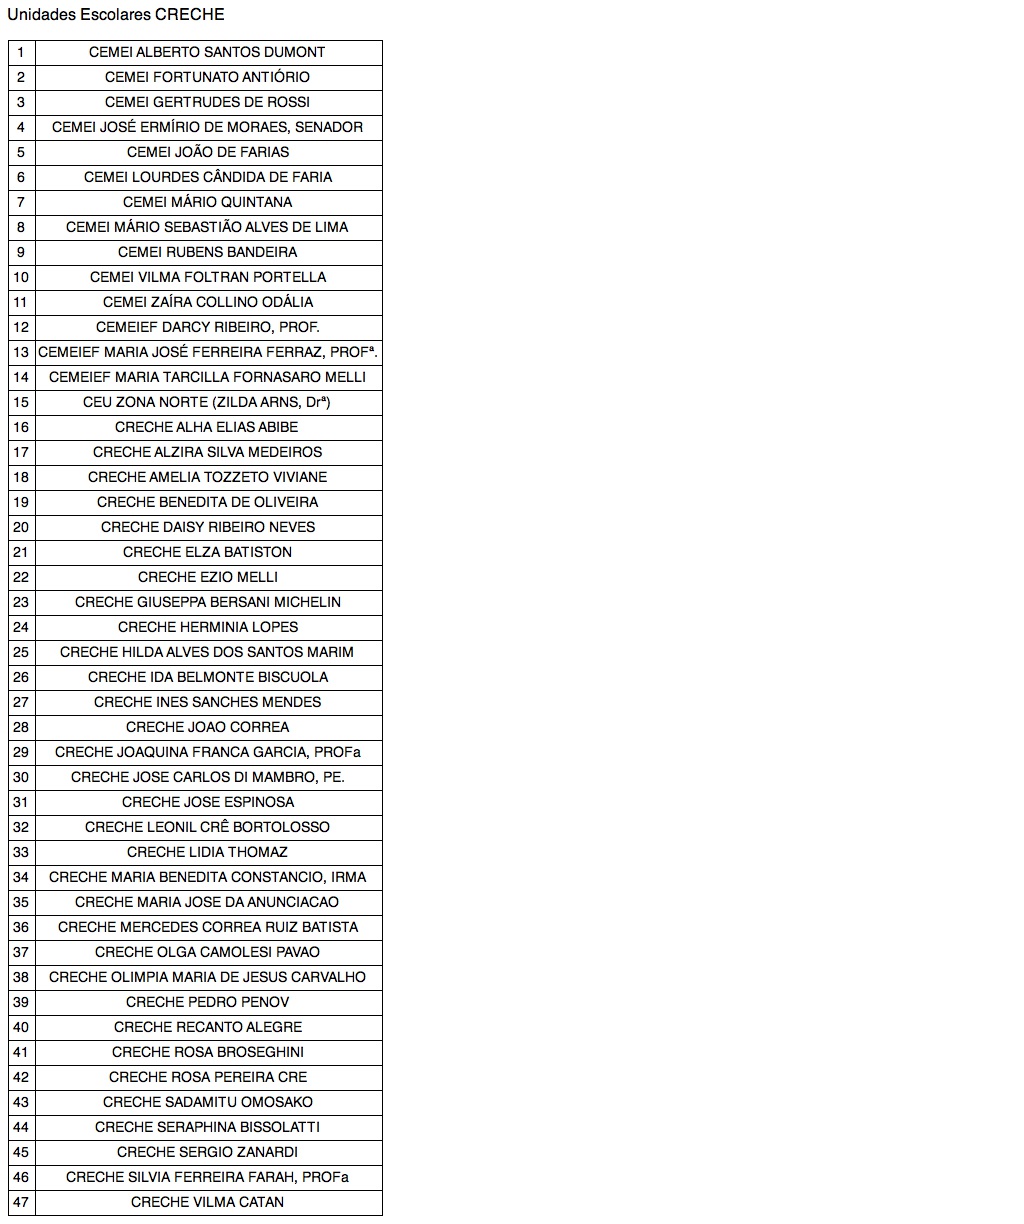 Unidades Escolares CRECHE
1 CEMEI ALBERTO SANTOS DUMONT
2 CEMEI FORTUNATO ANTIÓRIO
3 CEMEI GERTRUDES DE ROSSI
4 CEMEI JOSÉ ERMÍRIO DE MORAES, SENADOR
5 CEMEI JOÃO DE FARIAS
6 CEMEI LOURDES CÂNDIDA DE FARIA
7 CEMEI MÁRIO QUINTANA
8 CEMEI MÁRIO SEBASTIÃO ALVES DE LIMA
9 CEMEI RUBENS BANDEIRA
10 CEMEI VILMA FOLTRAN PORTELLA
11 CEMEI ZAÍRA COLLINO ODÁLIA
12 CEMEIEF DARCY RIBEIRO, PROF.
13 CEMEIEF MARIA JOSÉ FERREIRA FERRAZ, PROFª.
14 CEMEIEF MARIA TARCILLA FORNASARO MELLI
15 CEU ZONA NORTE (ZILDA ARNS, Drª)
16 CRECHE ALHA ELIAS ABIBE
17 CRECHE ALZIRA SILVA MEDEIROS
18 CRECHE AMELIA TOZZETO VIVIANE
19 CRECHE BENEDITA DE OLIVEIRA
20 CRECHE DAISY RIBEIRO NEVES
21 CRECHE ELZA BATISTON
22 CRECHE EZIO MELLI
23 CRECHE GIUSEPPA BERSANI MICHELIN
24 CRECHE HERMINIA LOPES
25 CRECHE HILDA ALVES DOS SANTOS MARIM
26 CRECHE IDA BELMONTE BISCUOLA
27 CRECHE INES SANCHES MENDES
28 CRECHE JOAO CORREA
29 CRECHE JOAQUINA FRANCA GARCIA, PROFa
30 CRECHE JOSE CARLOS DI MAMBRO, PE.
31 CRECHE JOSE ESPINOSA
32 CRECHE LEONIL CRÊ BORTOLOSSO
33 CRECHE LIDIA THOMAZ
34 CRECHE MARIA BENEDITA CONSTANCIO, IRMA
35 CRECHE MARIA JOSE DA ANUNCIACAO
36 CRECHE MERCEDES CORREA RUIZ BATISTA
37 CRECHE OLGA CAMOLESI PAVAO
38 CRECHE OLIMPIA MARIA DE JESUS CARVALHO
39 CRECHE PEDRO PENOV
40 CRECHE RECANTO ALEGRE
41 CRECHE ROSA BROSEGHINI
42 CRECHE ROSA PEREIRA CRE
43 CRECHE SADAMITU OMOSAKO
44 CRECHE SERAPHINA BISSOLATTI
45 CRECHE SERGIO ZANARDI
46 CRECHE SILVIA FERREIRA FARAH, PROFa
47 CRECHE VILMA CATAN